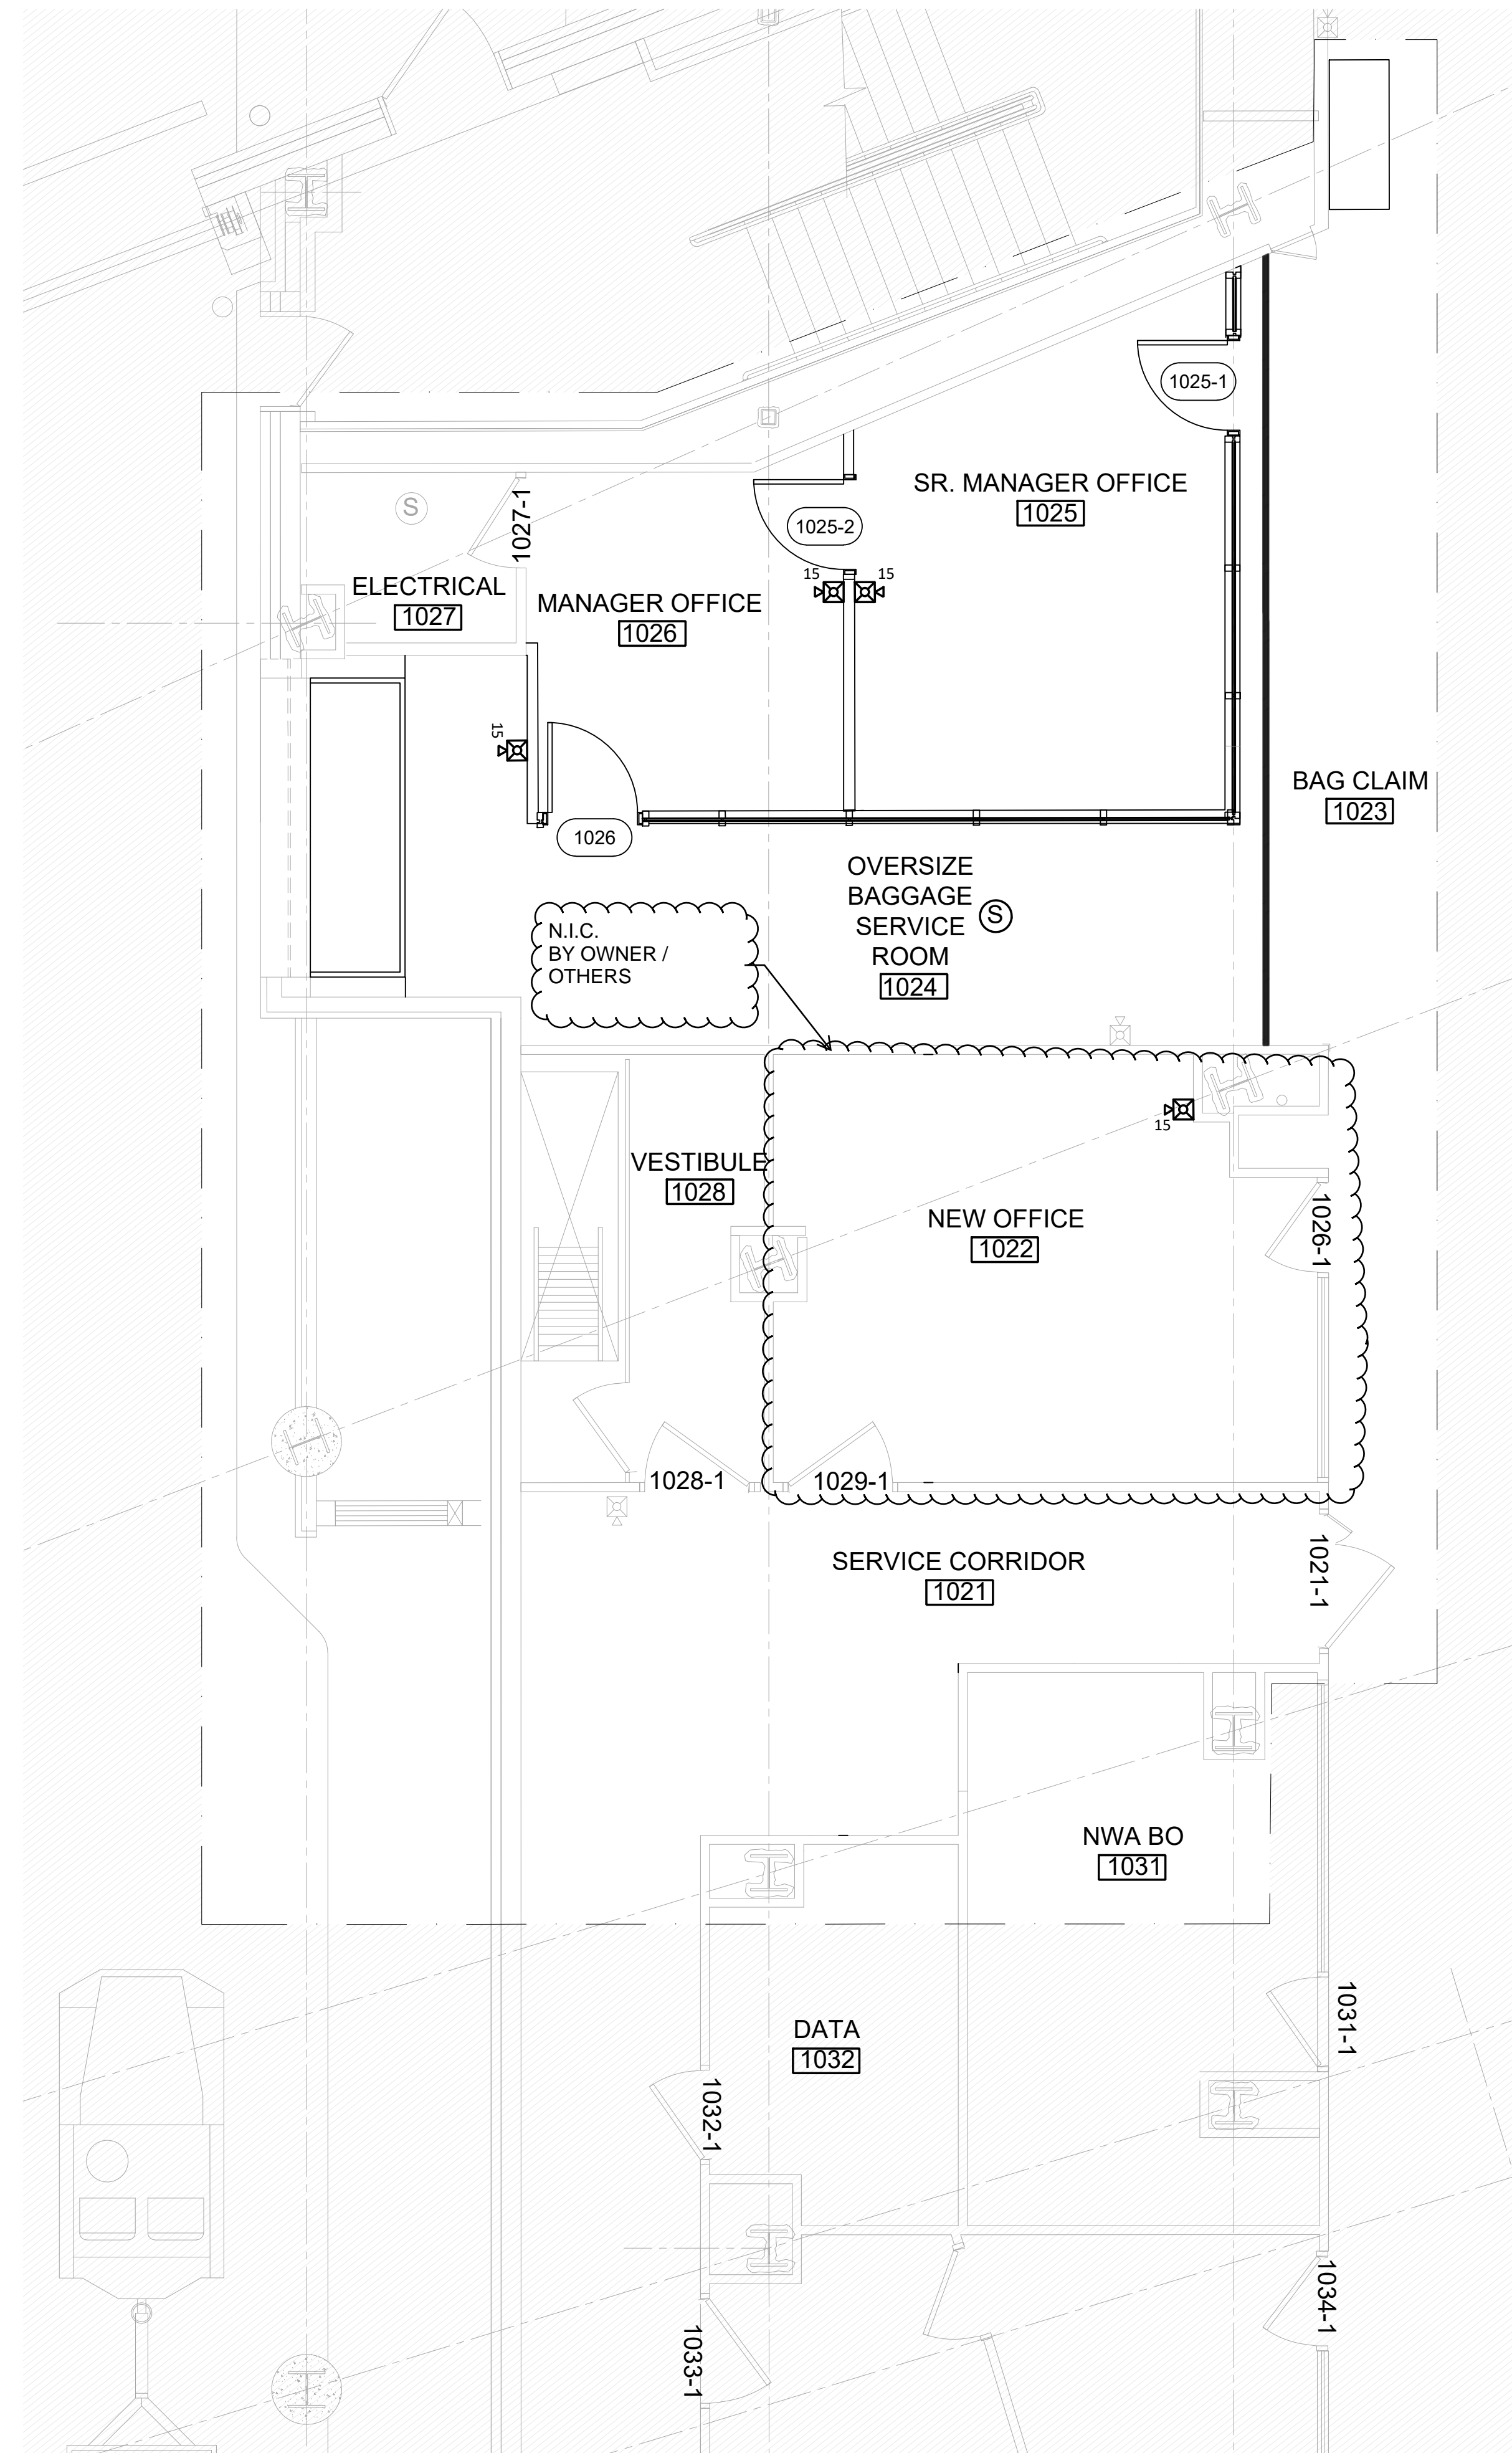 1025-1
SR. MANAGER OFFICE
1025
1027-1
S
1025-2
15
15
ELECTRICAL
1027
MANAGER OFFICE
1026
15
BAG CLAIM
1023
1026
OVERSIZE
BAGGAGE
SERVICE
ROOM
1024
S
N.I.C.
BY OWNER /
OTHERS
15
VESTIBULE
1028
NEW OFFICE
1022
1026-1
1028-1
1029-1
SERVICE CORRIDOR
1021
1021-1
NWA BO
1031
DATA
1032
1031-1
1032-1
1033-1
1034-1